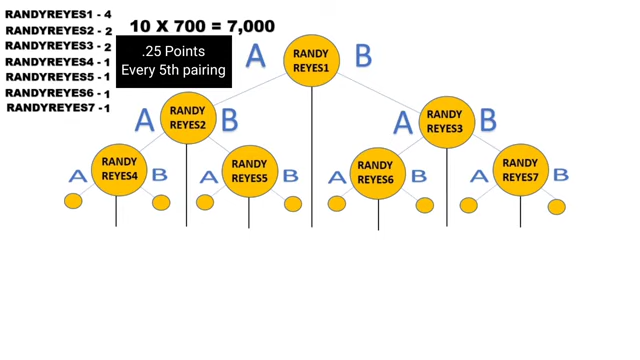 RANDYREYES1 - 4
RANDYREYES2 - 2
RANDYREYES3 - 2
RANDYREYES4 - 1
RANDYREYES5 - 1
RANDYREYES6 - 1
RANDYREYES7 - 1
10 X 700 = 7,000
.25 Points
Every 5th pairing
A
RANDY
REYES1
B
A
RANDY
REYES2
B
A
RANDY
REYES3
B
A
RANDY
REYES4
B
A
RANDY
REYES5
B
A
RANDY
REYES6
B
A
RANDY
REYES7
B